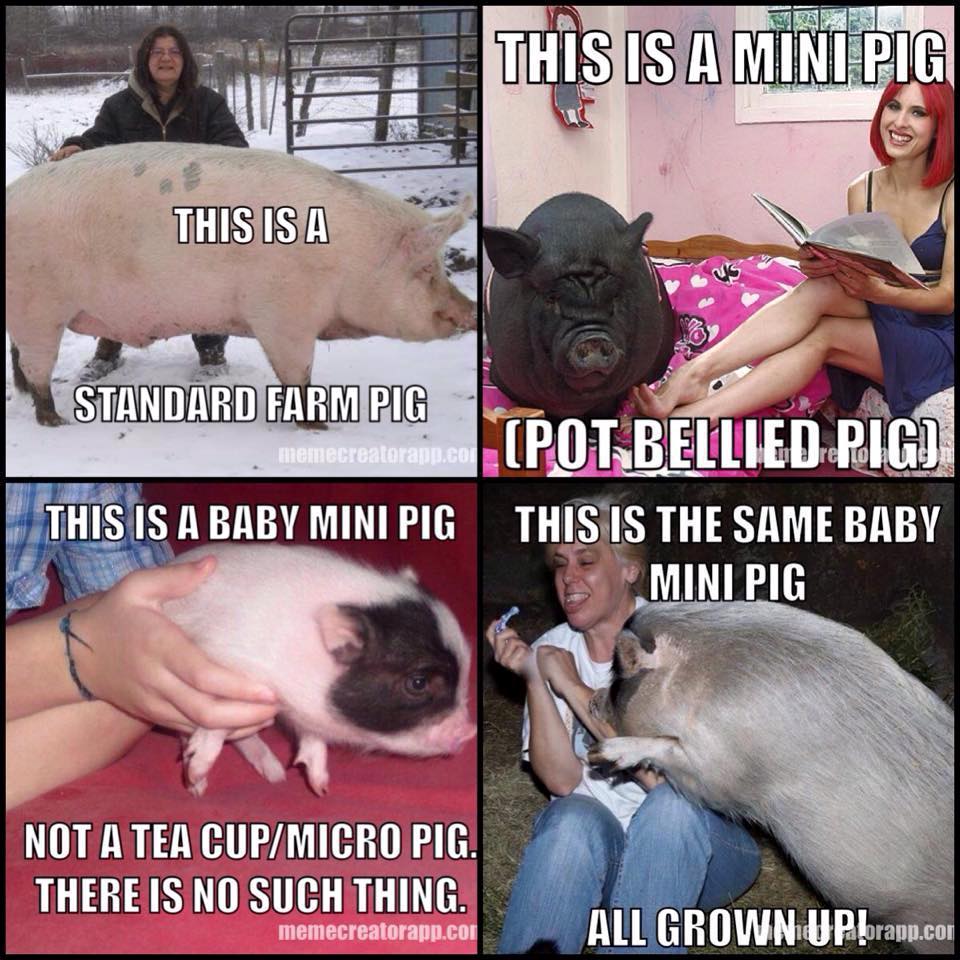 THIS IS A
STANDARD FARM PIG
memecreatorapp.com
THIS IS A MINI PIG
(POT BELLIED PIG)
THIS IS A BABY MINI PIG
NOT A TEA CUP/MICRO PIG.
THERE IS NO SUCH THING.
memecreatorapp.com
THIS IS THE SAME BABY
MINI PIG
ALL GROWN UP!
memecreatorapp.com